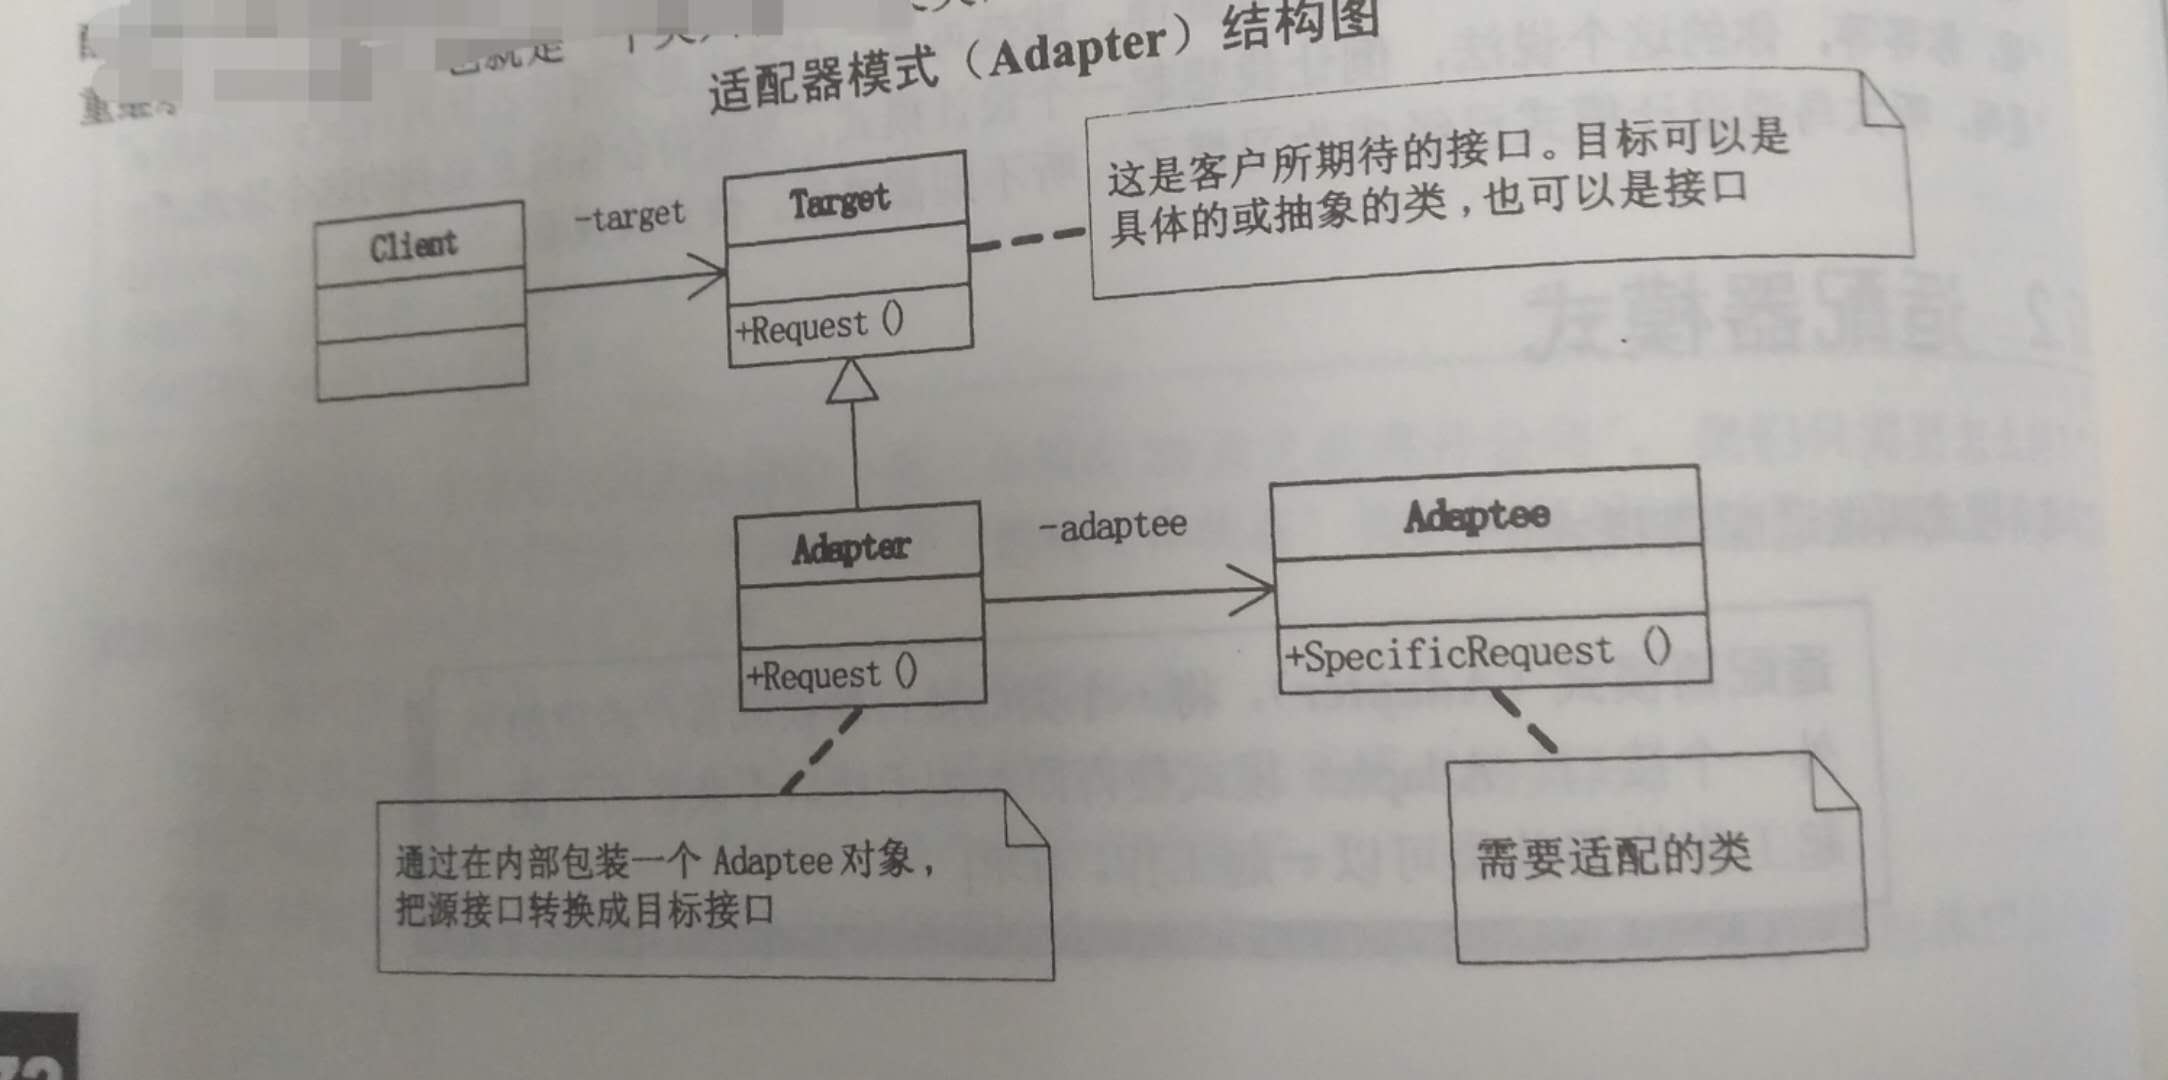 适配器模式（Adapter）结构图
这是客户所期待的接口。目标可以是
具体的或抽象的类，也可以是接口
Client
-target
Target
+Request()
Adapter
+Request()
-adaptee
Adaptee
+SpecificRequest ()
通过在内部包装一个 Adaptee 对象，
把源接口转换成目标接口
需要适配的类